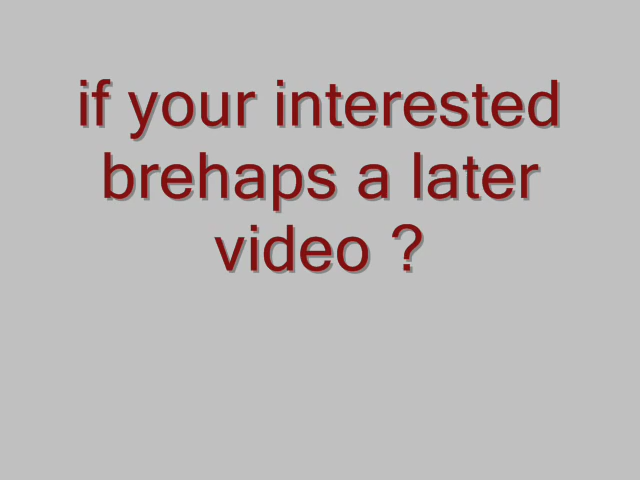 if your interested
brehaps a later
video ?